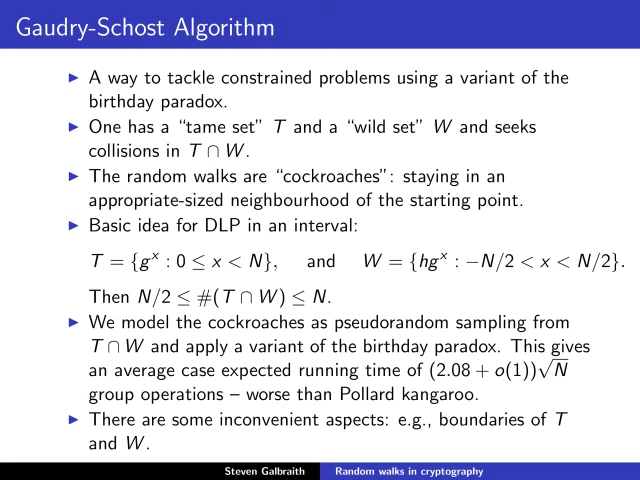 Gaudry-Schost Algorithm
▶ A way to tackle constrained problems using a variant of the
birthday paradox.
▶ One has a “tame set” T and a “wild set” W and seeks
collisions in T ∩ W.
▶ The random walks are “cockroaches”: staying in an
appropriate-sized neighbourhood of the starting point.
▶ Basic idea for DLP in an interval:
T = {g^x : 0 ≤ x < N}, and W = {hg^x : −N/2 < x < N/2}.
Then N/2 ≤ #(T ∩ W) ≤ N.
▶ We model the cockroaches as pseudorandom sampling from
T ∩ W and apply a variant of the birthday paradox. This gives
an average case expected running time of (2.08 + o(1))√N
group operations – worse than Pollard kangaroo.
▶ There are some inconvenient aspects: e.g., boundaries of T
and W.
Steven Galbraith Random walks in cryptography